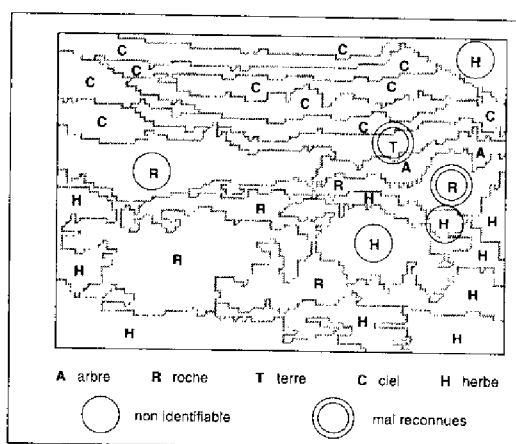 C C H
C C C C
C C C C
T A A
R R R
H R H H H
H R H H
R H
H H H
A arbre R roche T terre C ciel H herbe
non identifiable mal reconnues